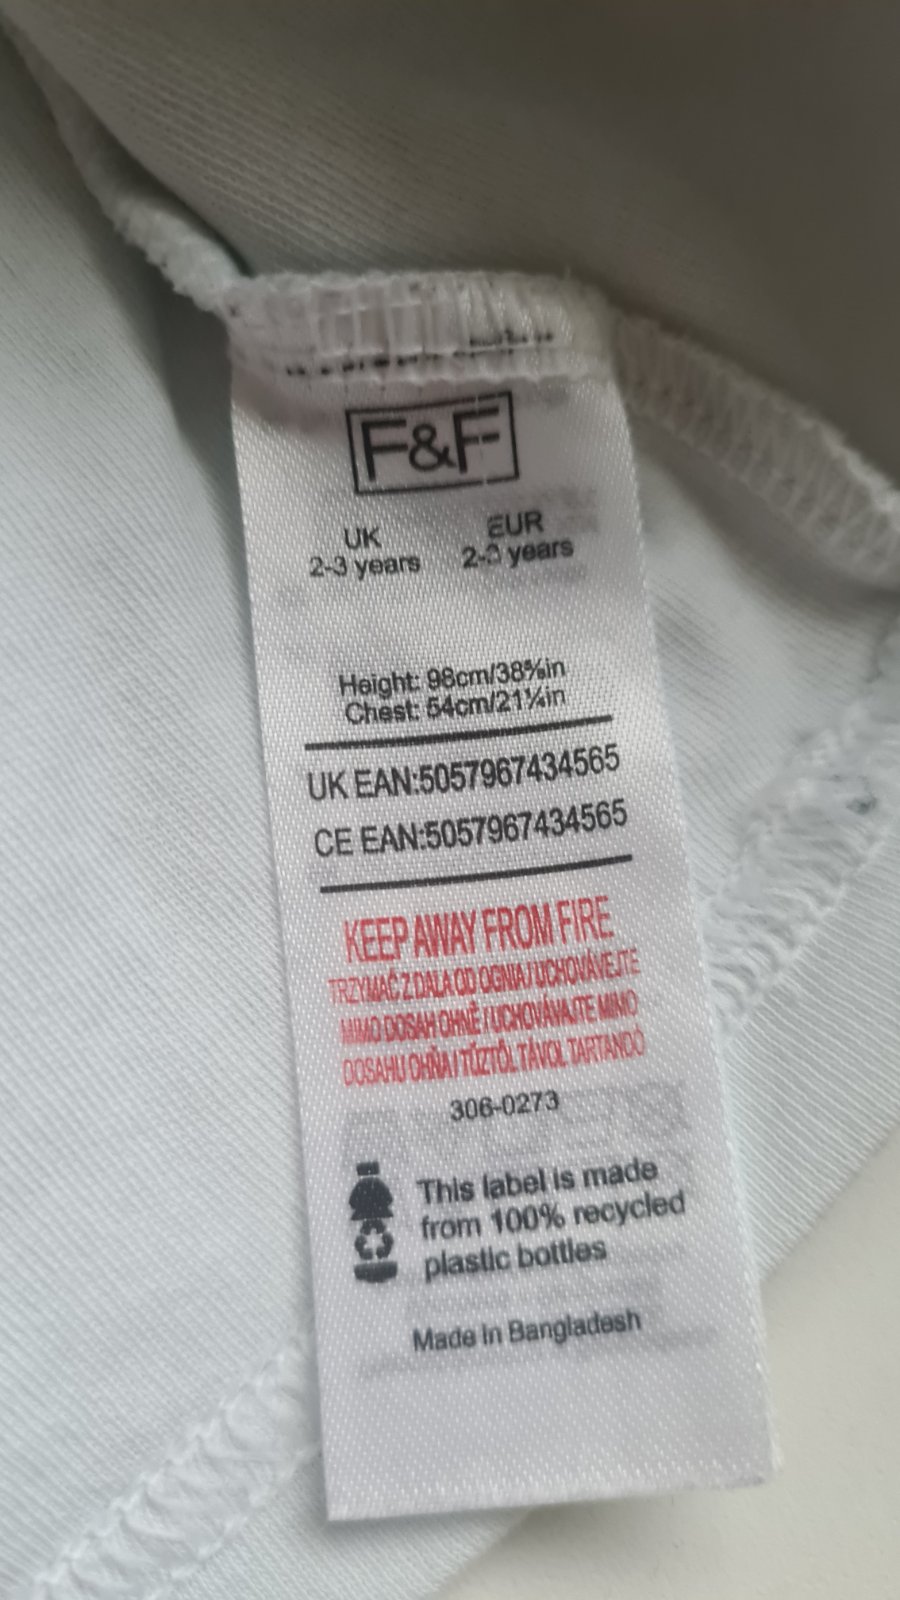 F&F
UK EUR
2-3 years 2-3 years
Height: 98cm/38⅝in
Chest: 54cm/21¼in
UK EAN:5057967434565
CE EAN:5057967434565
KEEP AWAY FROM FIRE
TRZYMAĆ Z DALA OD OGNIA / UCHOVÁVEJTE
MIMO DOSAH OHNĚ / UCHOVÁVAJTE MIMO
DOSAHU OHŇA / TŰZTŐL TÁVOL TARTANDÓ
306-0273
This label is made
from 100% recycled
plastic bottles
Made in Bangladesh